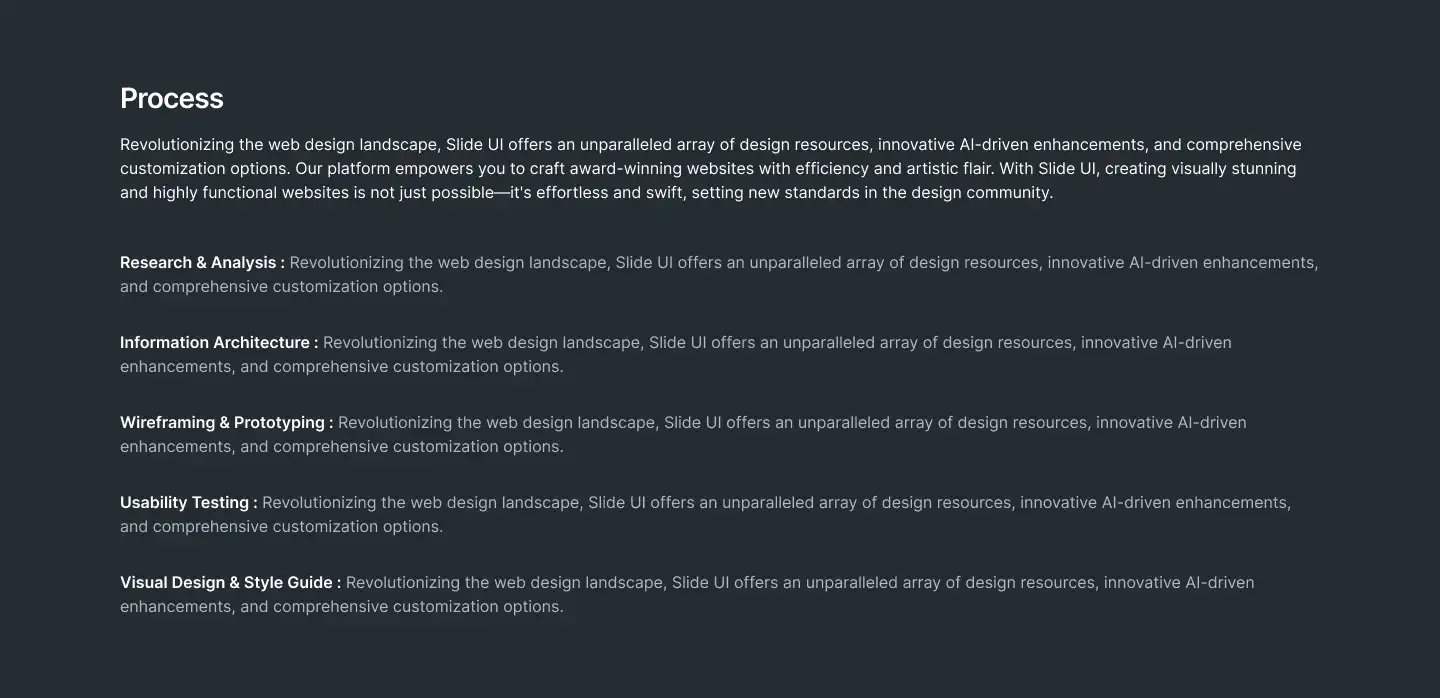 Process
Revolutionizing the web design landscape, Slide UI offers an unparalleled array of design resources, innovative AI-driven enhancements, and comprehensive
customization options. Our platform empowers you to craft award-winning websites with efficiency and artistic flair. With Slide UI, creating visually stunning
and highly functional websites is not just possible—it's effortless and swift, setting new standards in the design community.
Research & Analysis : Revolutionizing the web design landscape, Slide UI offers an unparalleled array of design resources, innovative AI-driven enhancements,
and comprehensive customization options.
Information Architecture : Revolutionizing the web design landscape, Slide UI offers an unparalleled array of design resources, innovative AI-driven
enhancements, and comprehensive customization options.
Wireframing & Prototyping : Revolutionizing the web design landscape, Slide UI offers an unparalleled array of design resources, innovative AI-driven
enhancements, and comprehensive customization options.
Usability Testing : Revolutionizing the web design landscape, Slide UI offers an unparalleled array of design resources, innovative AI-driven enhancements,
and comprehensive customization options.
Visual Design & Style Guide : Revolutionizing the web design landscape, Slide UI offers an unparalleled array of design resources, innovative AI-driven
enhancements, and comprehensive customization options.